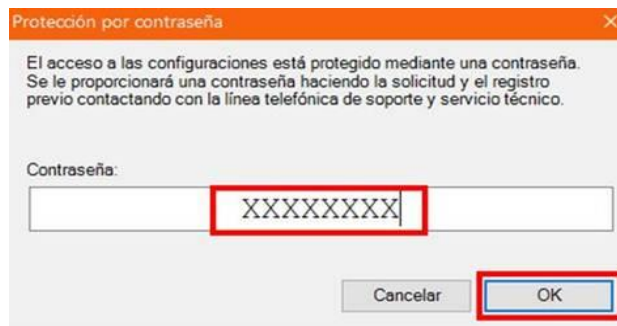 Protección por contraseña
El acceso a las configuraciones está protegido mediante una contraseña.
Se le proporcionará una contraseña haciendo la solicitud y el registro
previo contactando con la línea telefónica de soporte y servicio técnico.
Contraseña:
XXXXXXXX
Cancelar
OK